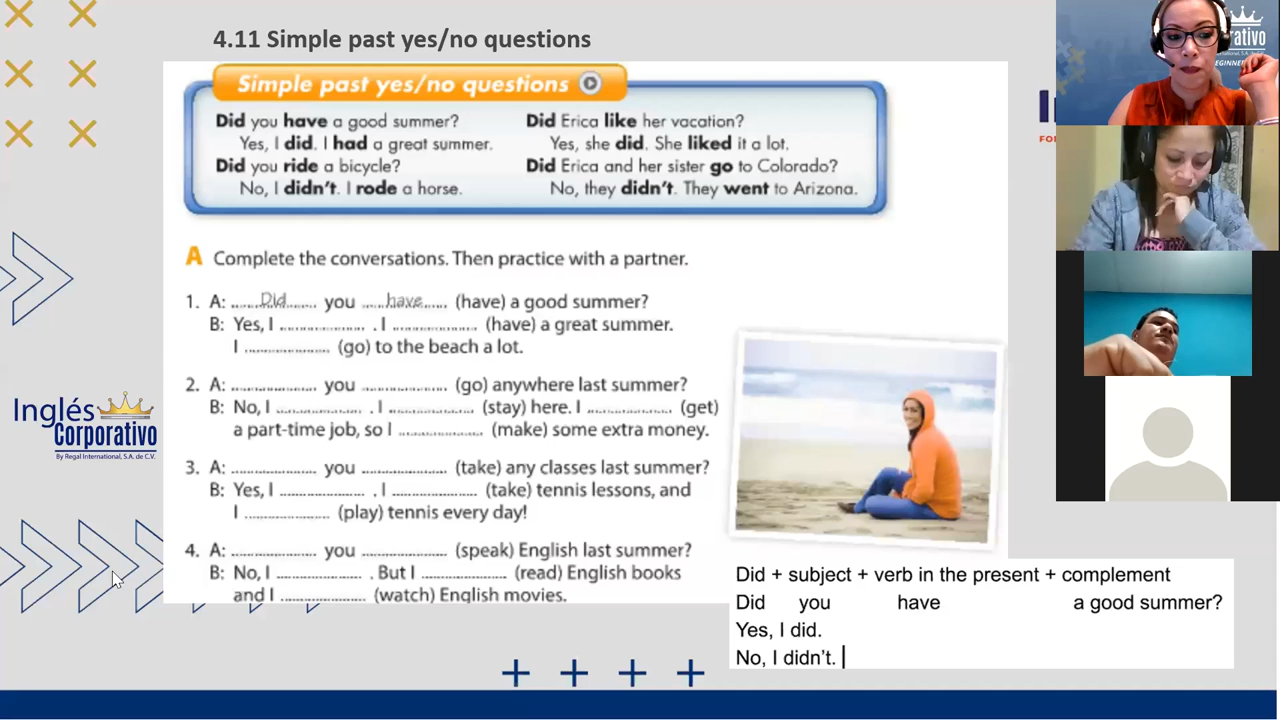 4.11 Simple past yes/no questions
Simple past yes/no questions
Did you have a good summer?
Yes, I did. I had a great summer.
Did you ride a bicycle?
No, I didn't. I rode a horse.
Did Erica like her vacation?
Yes, she did. She liked it a lot.
Did Erica and her sister go to Colorado?
No, they didn't. They went to Arizona.
A Complete the conversations. Then practice with a partner.
1. A: ....Did.... you ....have.... (have) a good summer?
B: Yes, I .................... . I .................... (have) a great summer.
I .................... (go) to the beach a lot.
2. A: .................... you .................... (go) anywhere last summer?
B: No, I .................... . I .................... (stay) here. I .................... (get)
a part-time job, so I .................... (make) some extra money.
3. A: .................... you .................... (take) any classes last summer?
B: Yes, I .................... . I .................... (take) tennis lessons, and
I .................... (play) tennis every day!
4. A: .................... you .................... (speak) English last summer?
B: No, I .................... . But I .................... (read) English books
and I .................... (watch) English movies.
Inglés
Corporativo
By Regal International, S.A. de C.V.
Did + subject + verb in the present + complement
Did you have a good summer?
Yes, I did.
No, I didn't.